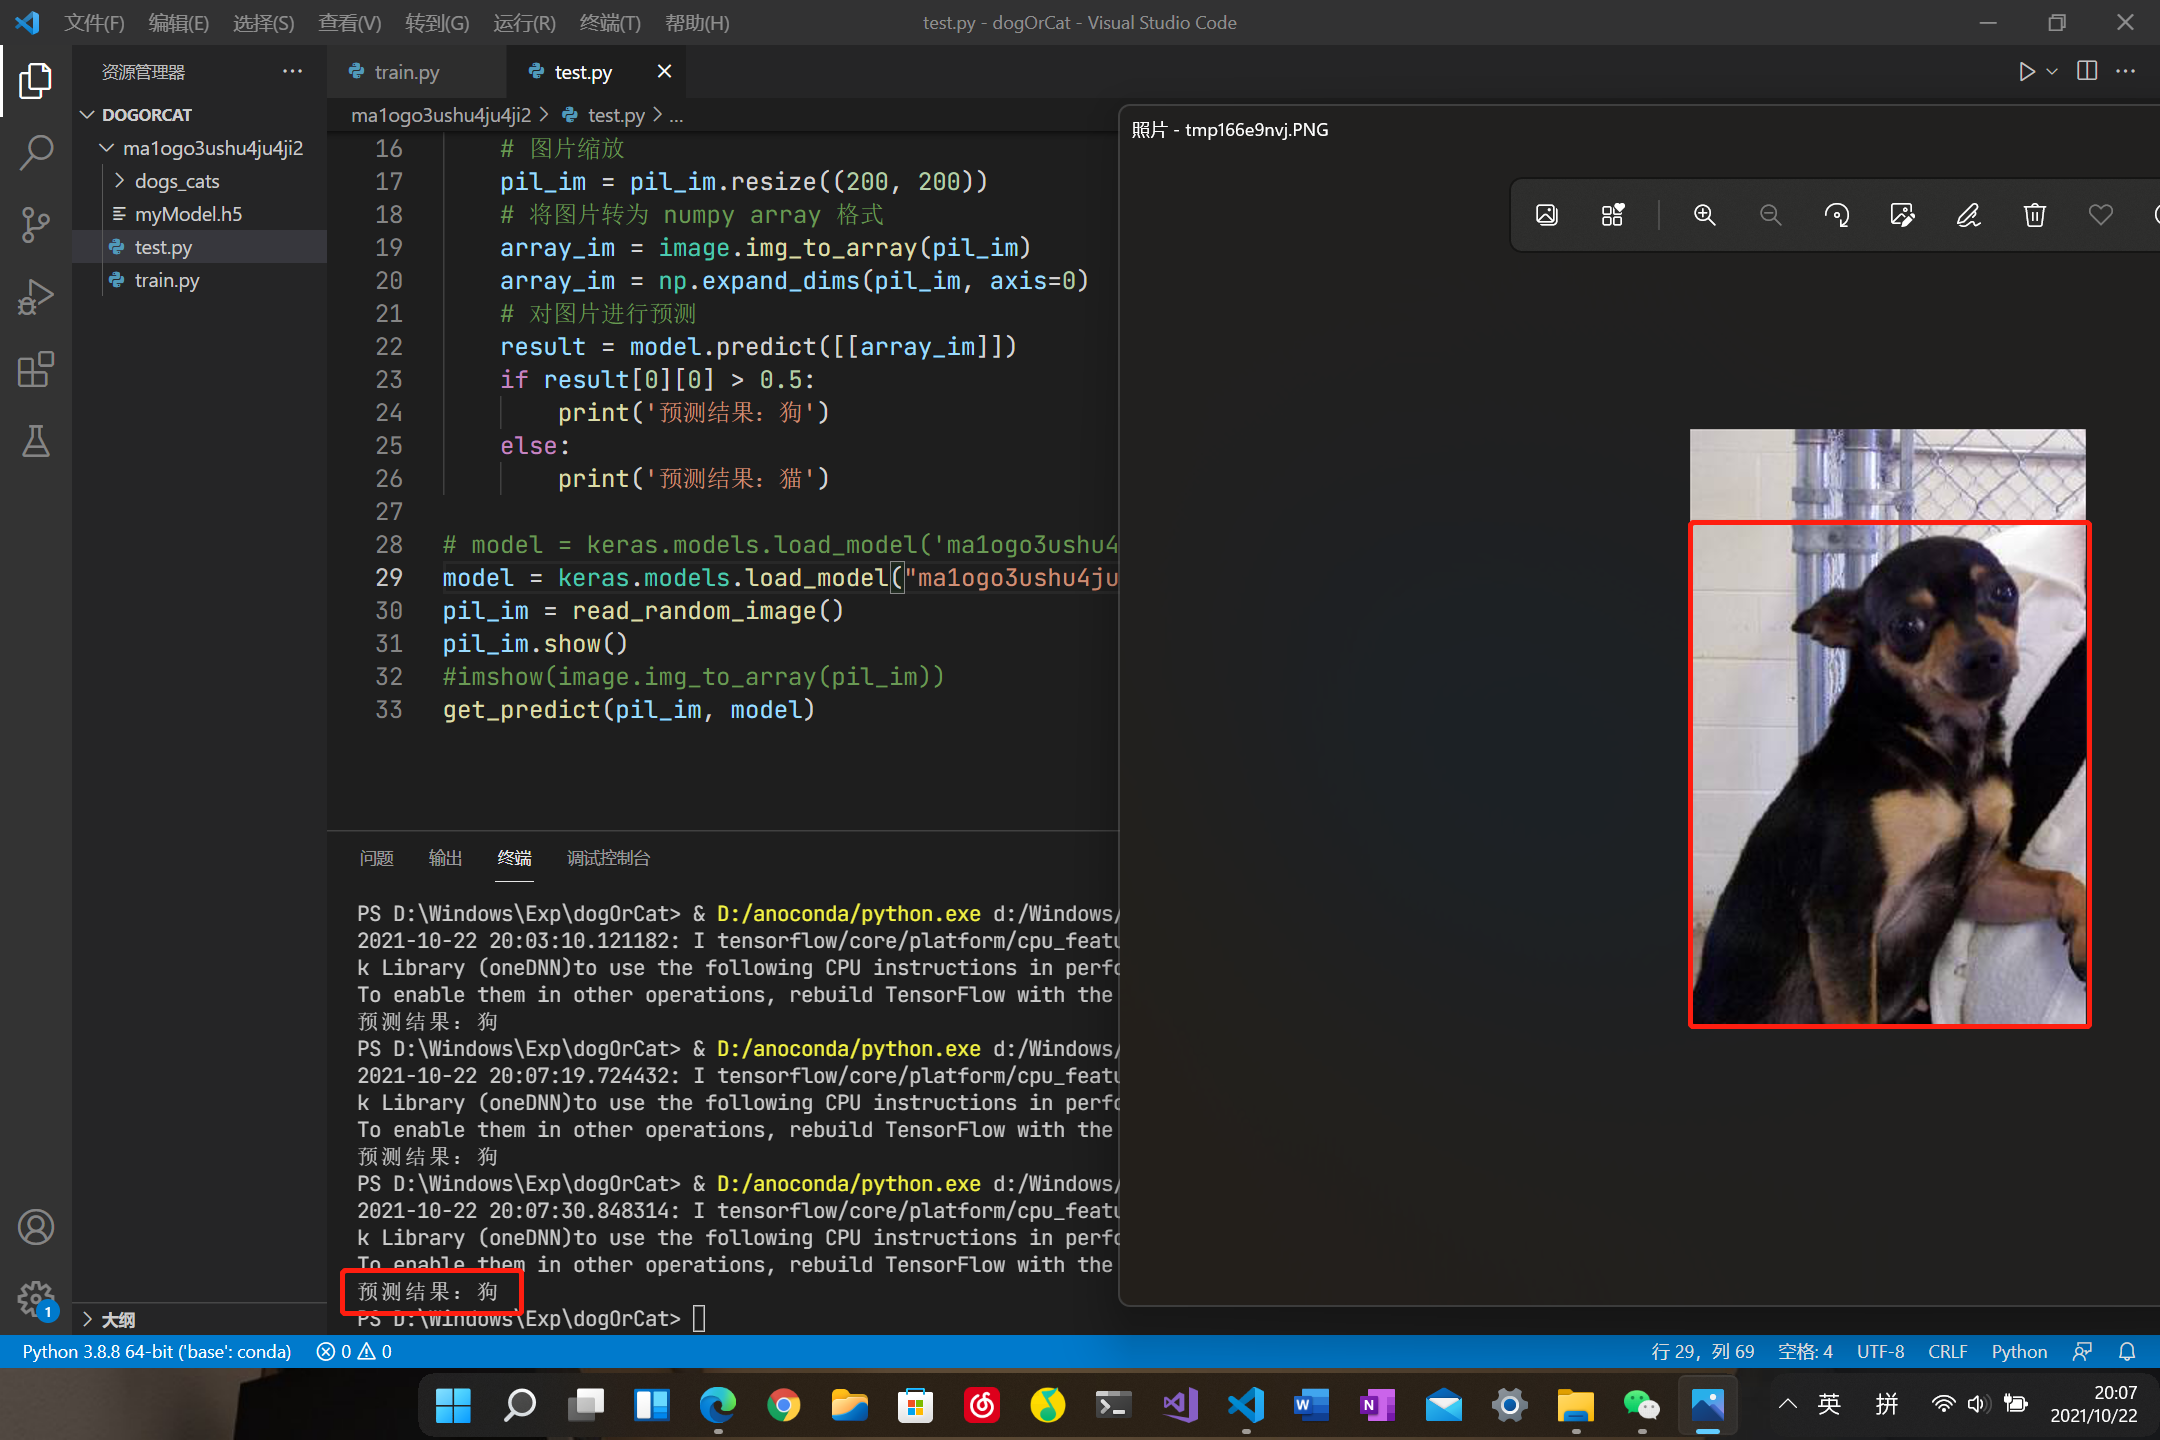 文件(F) 编辑(E) 选择(S) 查看(V) 转到(G) 运行(R) 终端(T) 帮助(H) test.py - dogOrCat - Visual Studio Code
资源管理器
DOGORCAT
ma1ogo3ushu4ju4ji2
dogs_cats
myModel.h5
test.py
train.py
大纲
train.py test.py
ma1ogo3ushu4ju4ji2 > test.py > ...
16 # 图片缩放
17 pil_im = pil_im.resize((200, 200))
18 # 将图片转为 numpy array 格式
19 array_im = image.img_to_array(pil_im)
20 array_im = np.expand_dims(pil_im, axis=0)
21 # 对图片进行预测
22 result = model.predict([[array_im]])
23 if result[0][0] > 0.5:
24 print('预测结果: 狗')
25 else:
26 print('预测结果: 猫')
27
28 # model = keras.models.load_model('ma1ogo3ushu4
29 model = keras.models.load_model("ma1ogo3ushu4ju
30 pil_im = read_random_image()
31 pil_im.show()
32 #imshow(image.img_to_array(pil_im))
33 get_predict(pil_im, model)
问题 输出 终端 调试控制台
PS D:\Windows\Exp\dogOrCat> & D:/anoconda/python.exe d:/Windows/
2021-10-22 20:03:10.121182: I tensorflow/core/platform/cpu_featu
k Library (oneDNN)to use the following CPU instructions in perfo
To enable them in other operations, rebuild TensorFlow with the
预测结果: 狗
PS D:\Windows\Exp\dogOrCat> & D:/anoconda/python.exe d:/Windows/
2021-10-22 20:07:19.724432: I tensorflow/core/platform/cpu_featu
k Library (oneDNN)to use the following CPU instructions in perfo
To enable them in other operations, rebuild TensorFlow with the
预测结果: 狗
PS D:\Windows\Exp\dogOrCat> & D:/anoconda/python.exe d:/Windows/
2021-10-22 20:07:30.848314: I tensorflow/core/platform/cpu_featu
k Library (oneDNN)to use the following CPU instructions in perfo
To enable them in other operations, rebuild TensorFlow with the
预测结果: 狗
PS D:\Windows\Exp\dogOrCat>
照片 - tmp166e9nvj.PNG
1
Python 3.8.8 64-bit ('base': conda) 0 0 行 29, 列 69 空格: 4 UTF-8 CRLF Python
英 拼 20:07
2021/10/22